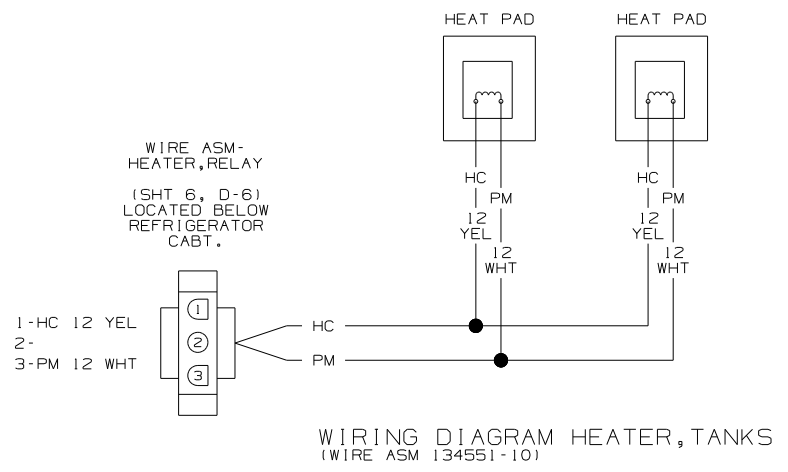 HEAT PAD
HEAT PAD
WIRE ASM-
HEATER,RELAY
(SHT 6, D-6)
LOCATED BELOW
REFRIGERATOR
CABT.
HC
PM
12
YEL
12
WHT
HC
PM
12
YEL
12
WHT
1-HC 12 YEL
2-
3-PM 12 WHT
1
2
3
HC
PM
WIRING DIAGRAM HEATER,TANKS
(WIRE ASM 134551-10)